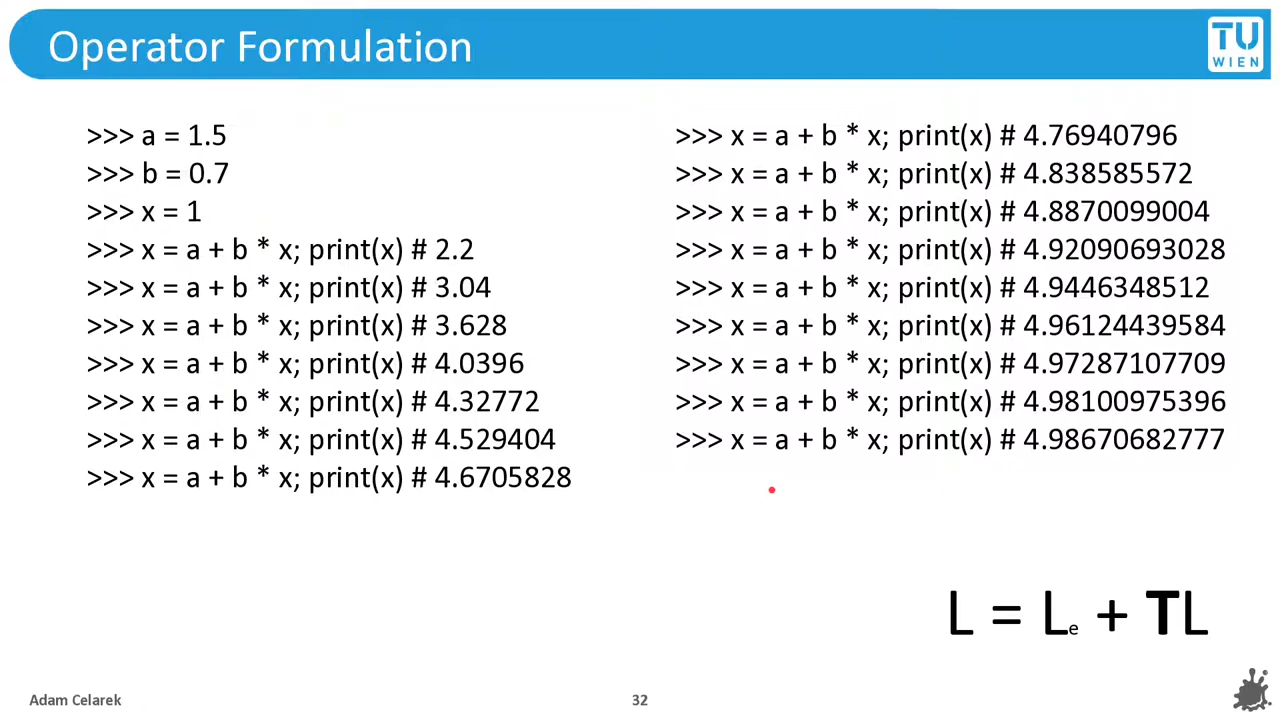 Operator Formulation
TU
WIEN
>>> a = 1.5
>>> b = 0.7
>>> x = 1
>>> x = a + b * x; print(x) # 2.2
>>> x = a + b * x; print(x) # 3.04
>>> x = a + b * x; print(x) # 3.628
>>> x = a + b * x; print(x) # 4.0396
>>> x = a + b * x; print(x) # 4.32772
>>> x = a + b * x; print(x) # 4.529404
>>> x = a + b * x; print(x) # 4.6705828
>>> x = a + b * x; print(x) # 4.76940796
>>> x = a + b * x; print(x) # 4.838585572
>>> x = a + b * x; print(x) # 4.8870099004
>>> x = a + b * x; print(x) # 4.92090693028
>>> x = a + b * x; print(x) # 4.9446348512
>>> x = a + b * x; print(x) # 4.96124439584
>>> x = a + b * x; print(x) # 4.97287107709
>>> x = a + b * x; print(x) # 4.98100975396
>>> x = a + b * x; print(x) # 4.98670682777
L = Lₑ + TL
Adam Celarek
32